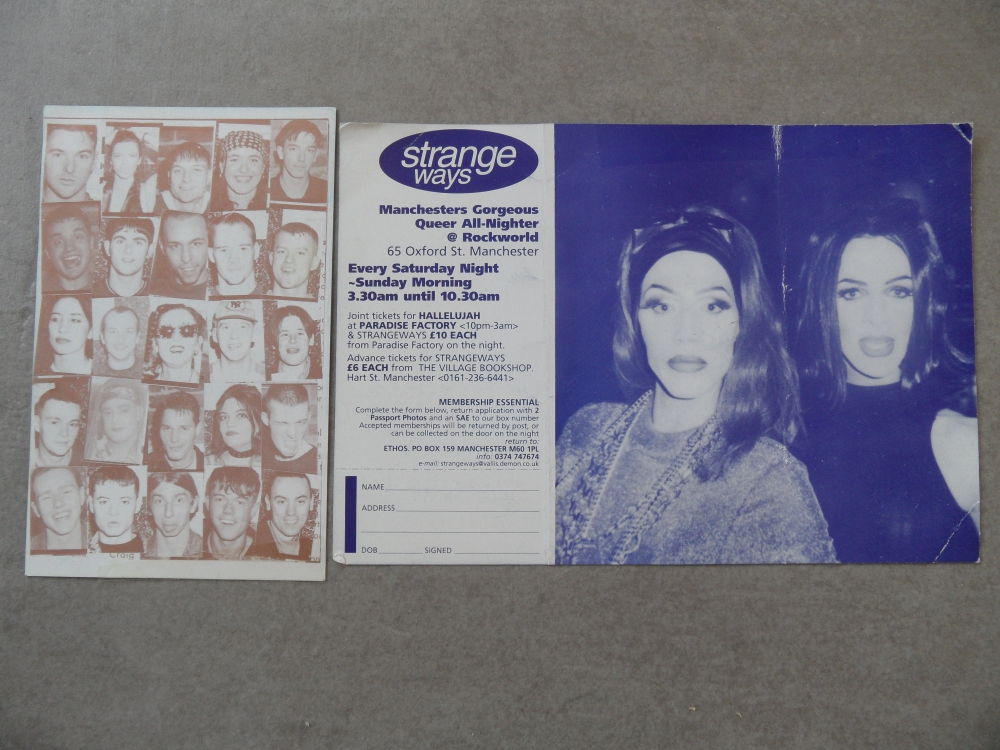 Craig
strange
ways
Manchesters Gorgeous
Queer All-Nighter
@ Rockworld
65 Oxford St. Manchester
Every Saturday Night
~Sunday Morning
3.30am until 10.30am
Joint tickets for HALLELUJAH
at PARADISE FACTORY <10pm-3am>
& STRANGEWAYS £10 EACH
from Paradise Factory on the night.
Advance tickets for STRANGEWAYS
£6 EACH from THE VILLAGE BOOKSHOP.
Hart St. Manchester <0161-236-6441>
MEMBERSHIP ESSENTIAL
Complete the form below, return application with 2
Passport Photos and an SAE to our box number
Accepted memberships will be returned by post, or
can be collected on the door on the night
return to:
ETHOS. PO BOX 159 MANCHESTER M60 1PL
info: 0374 747674
e-mail: strangeways@vallis.demon.co.uk
NAME
ADDRESS
DOB SIGNED